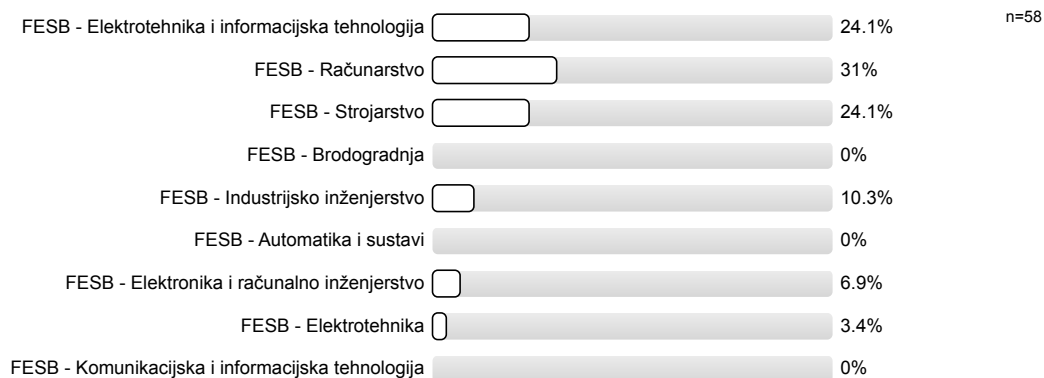 FESB - Elektrotehnika i informacijska tehnologija 24.1% n=58
FESB - Računarstvo 31%
FESB - Strojarstvo 24.1%
FESB - Brodogradnja 0%
FESB - Industrijsko inženjerstvo 10.3%
FESB - Automatika i sustavi 0%
FESB - Elektronika i računalno inženjerstvo 6.9%
FESB - Elektrotehnika 3.4%
FESB - Komunikacijska i informacijska tehnologija 0%